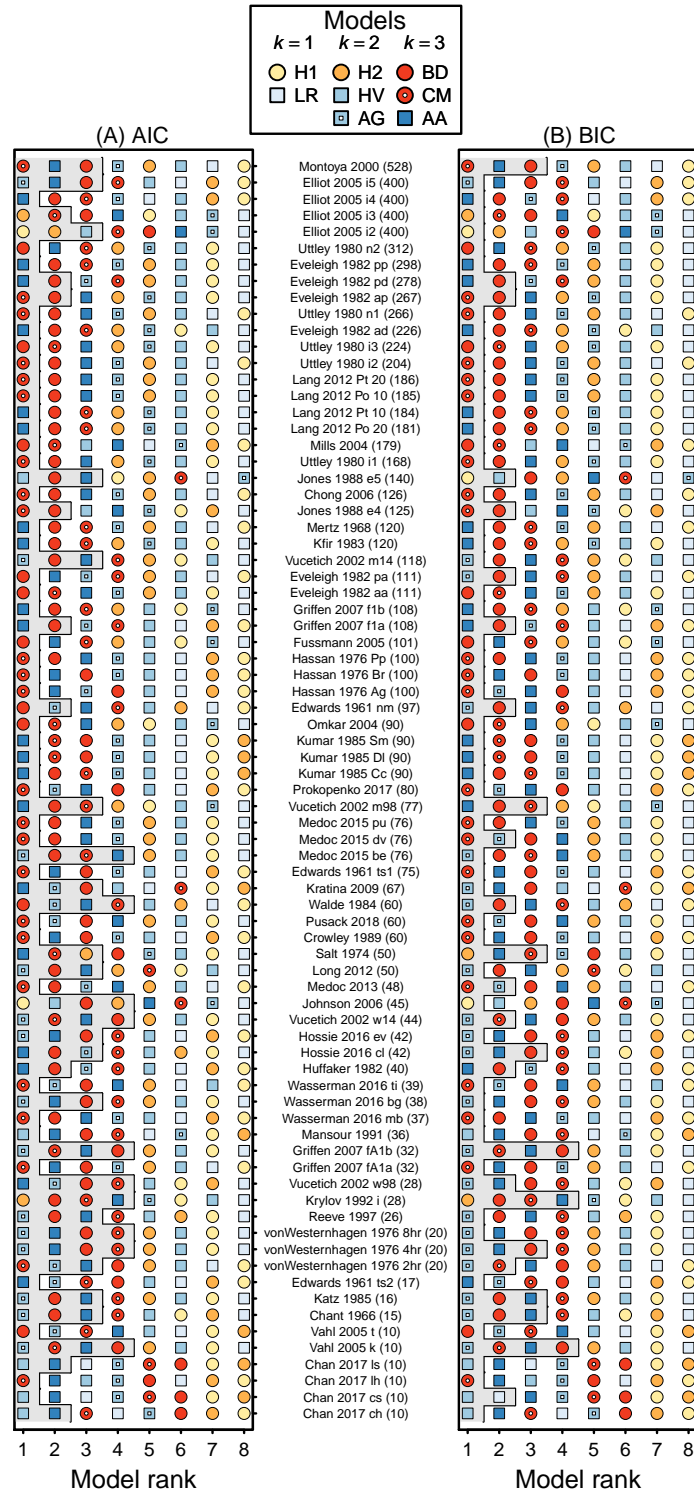 Models
k = 1 k = 2 k = 3
H1 H2 BD
LR HV CM
AG AA
(A) AIC (B) BIC
Montoya 2000 (528)
Elliot 2005 i5 (400)
Elliot 2005 i4 (400)
Elliot 2005 i3 (400)
Elliot 2005 i2 (400)
Uttley 1980 n2 (312)
Eveleigh 1982 pp (298)
Eveleigh 1982 pd (278)
Eveleigh 1982 ap (267)
Uttley 1980 n1 (266)
Eveleigh 1982 ad (226)
Uttley 1980 i3 (224)
Uttley 1980 i2 (204)
Lang 2012 Pt 20 (186)
Lang 2012 Po 10 (185)
Lang 2012 Pt 10 (184)
Lang 2012 Po 20 (181)
Mills 2004 (179)
Uttley 1980 i1 (168)
Jones 1988 e5 (140)
Chong 2006 (126)
Jones 1988 e4 (125)
Mertz 1968 (120)
Kfir 1983 (120)
Vucetich 2002 m14 (118)
Eveleigh 1982 pa (111)
Eveleigh 1982 aa (111)
Griffen 2007 f1b (108)
Griffen 2007 f1a (108)
Fussmann 2005 (101)
Hassan 1976 Pp (100)
Hassan 1976 Br (100)
Hassan 1976 Ag (100)
Edwards 1961 nm (97)
Omkar 2004 (90)
Kumar 1985 Sm (90)
Kumar 1985 Dl (90)
Kumar 1985 Cc (90)
Prokopenko 2017 (80)
Vucetich 2002 m98 (77)
Medoc 2015 pu (76)
Medoc 2015 dv (76)
Medoc 2015 be (76)
Edwards 1961 ts1 (75)
Kratina 2009 (67)
Walde 1984 (60)
Pusack 2018 (60)
Crowley 1989 (60)
Salt 1974 (50)
Long 2012 (50)
Medoc 2013 (48)
Johnson 2006 (45)
Vucetich 2002 w14 (44)
Hossie 2016 ev (42)
Hossie 2016 cl (42)
Huffaker 1982 (40)
Wasserman 2016 ti (39)
Wasserman 2016 bg (38)
Wasserman 2016 mb (37)
Mansour 1991 (36)
Griffen 2007 fA1b (32)
Griffen 2007 fA1a (32)
Vucetich 2002 w98 (28)
Krylov 1992 i (28)
Reeve 1997 (26)
vonWesternhagen 1976 8hr (20)
vonWesternhagen 1976 4hr (20)
vonWesternhagen 1976 2hr (20)
Edwards 1961 ts2 (17)
Katz 1985 (16)
Chant 1966 (15)
Vahl 2005 t (10)
Vahl 2005 k (10)
Chan 2017 ls (10)
Chan 2017 lh (10)
Chan 2017 cs (10)
Chan 2017 ch (10)
1 2 3 4 5 6 7 8 1 2 3 4 5 6 7 8
Model rank Model rank